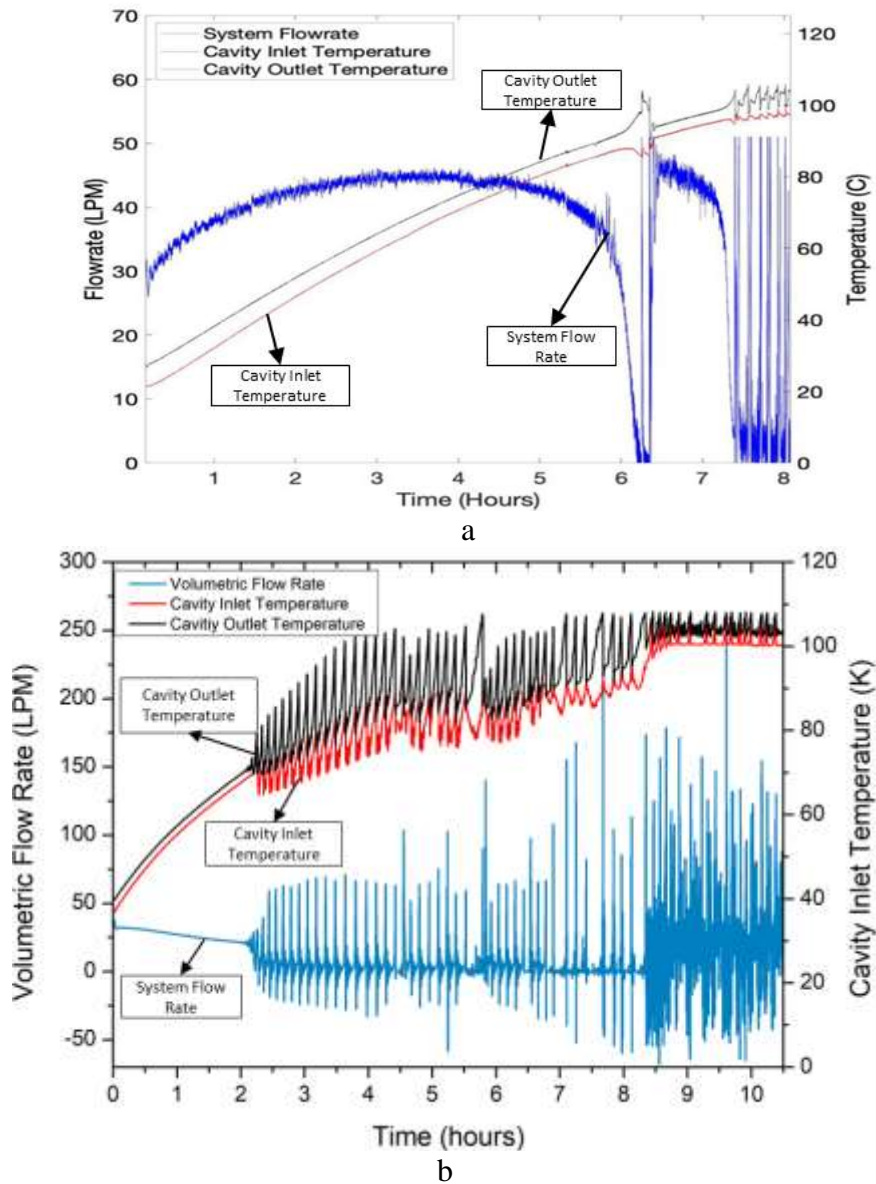 70
60
50
40
30
20
10
0
Flowrate (LPM)
System Flowrate
Cavity Inlet Temperature
Cavity Outlet Temperature
Cavity Outlet
Temperature
System Flow
Rate
Cavity Inlet
Temperature
120
100
80
60
40
20
0
Temperature (C)
1 2 3 4 5 6 7 8
Time (Hours)
a
300
250
200
150
100
50
0
-50
Volumetric Flow Rate (LPM)
Volumetric Flow Rate
Cavity Inlet Temperature
Cavitiy Outlet Temperature
Cavity Outlet
Temperature
Cavity Inlet
Temperature
System Flow
Rate
120
100
80
60
40
20
0
Cavity Inlet Temperature (K)
0 1 2 3 4 5 6 7 8 9 10
Time (hours)
b